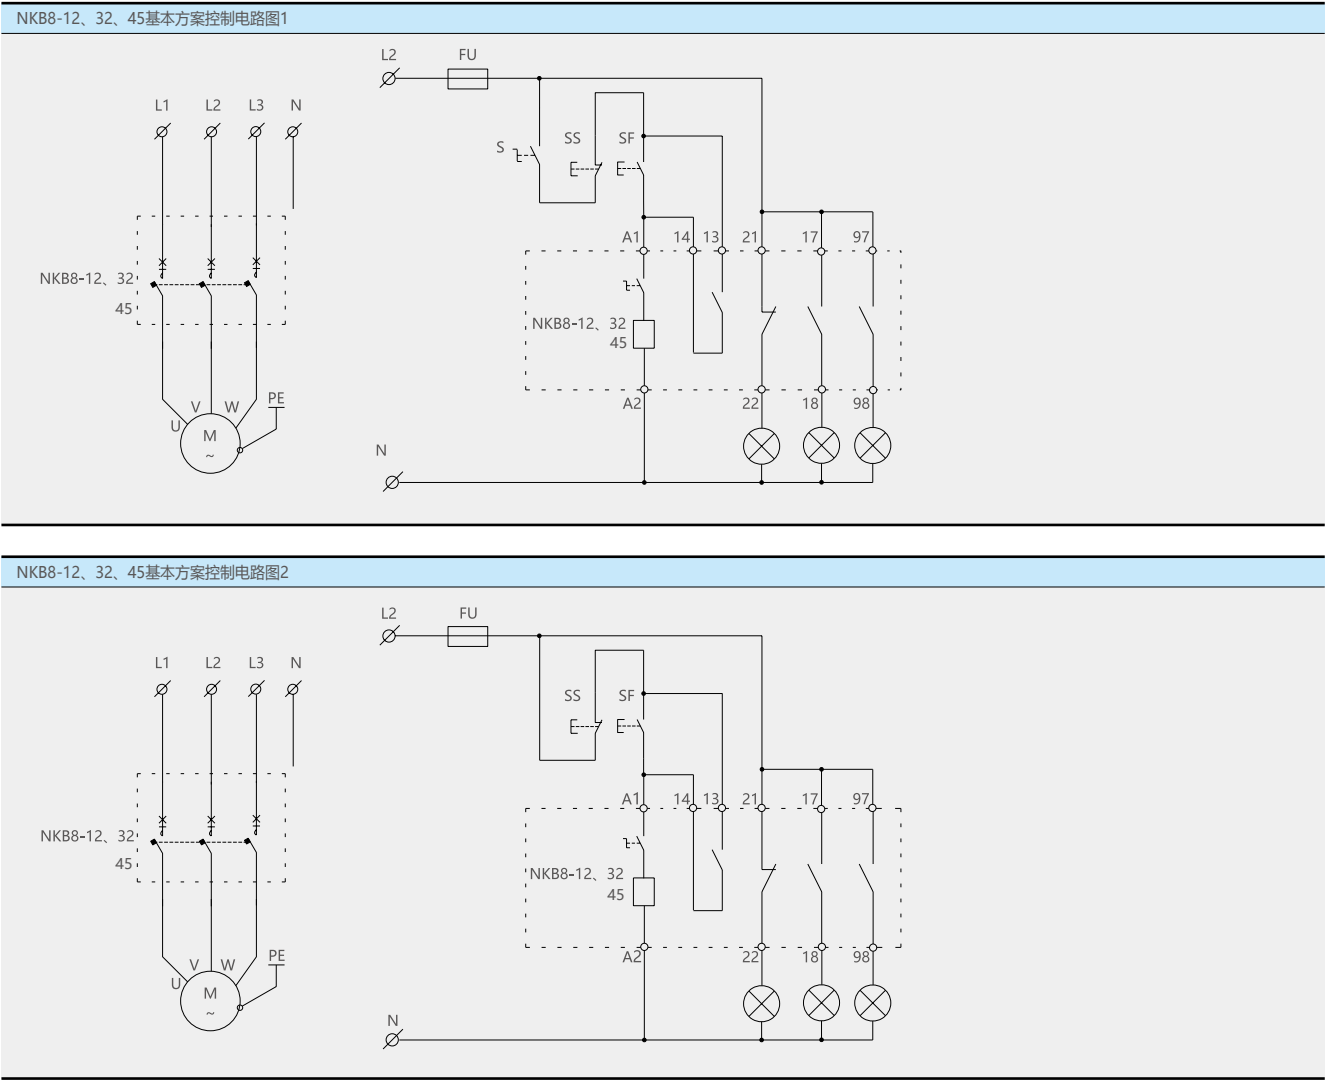 NKB8-12、32、45基本方案控制电路图1
L2 FU
L1 L2 L3 N
S SS SF
A1 14 13 21 17 97
NKB8-12、32
45
NKB8-12、32
45
A2 22 18 98
V W PE
U M
~
N
NKB8-12、32、45基本方案控制电路图2
L2 FU
L1 L2 L3 N
SS SF
A1 14 13 21 17 97
NKB8-12、32
45
NKB8-12、32
45
A2 22 18 98
V W PE
U M
~
N